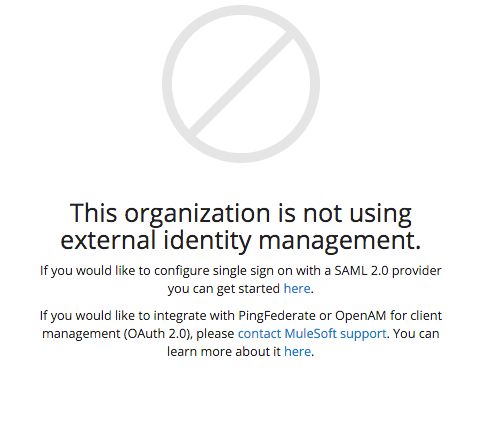 This organization is not using
external identity management.
If you would like to configure single sign on with a SAML 2.0 provider
you can get started here.
If you would like to integrate with PingFederate or OpenAM for client
management (OAuth 2.0), please contact MuleSoft support. You can
learn more about it here.